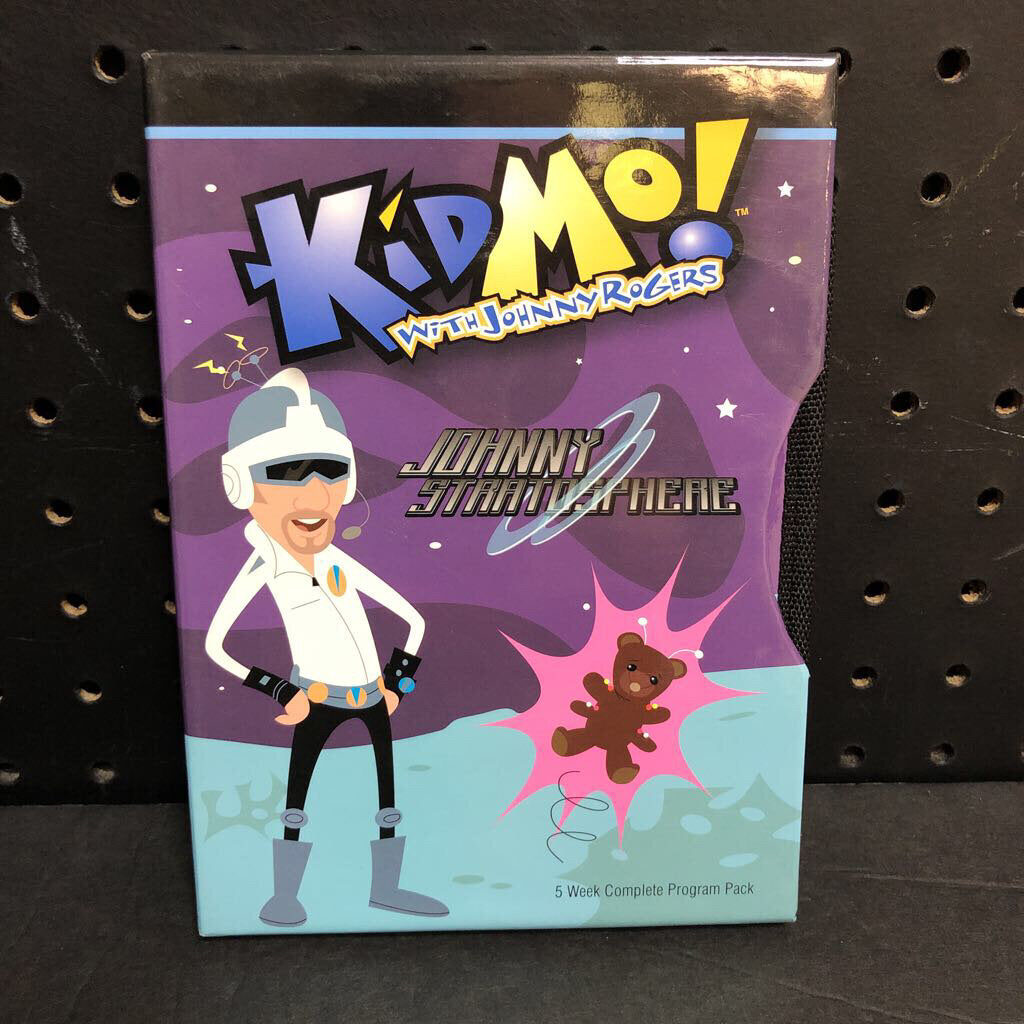 KiDMO!™
WiTH JOHNNY ROGERS
JOHNNY
STRATOSPHERE
5 Week Complete Program Pack